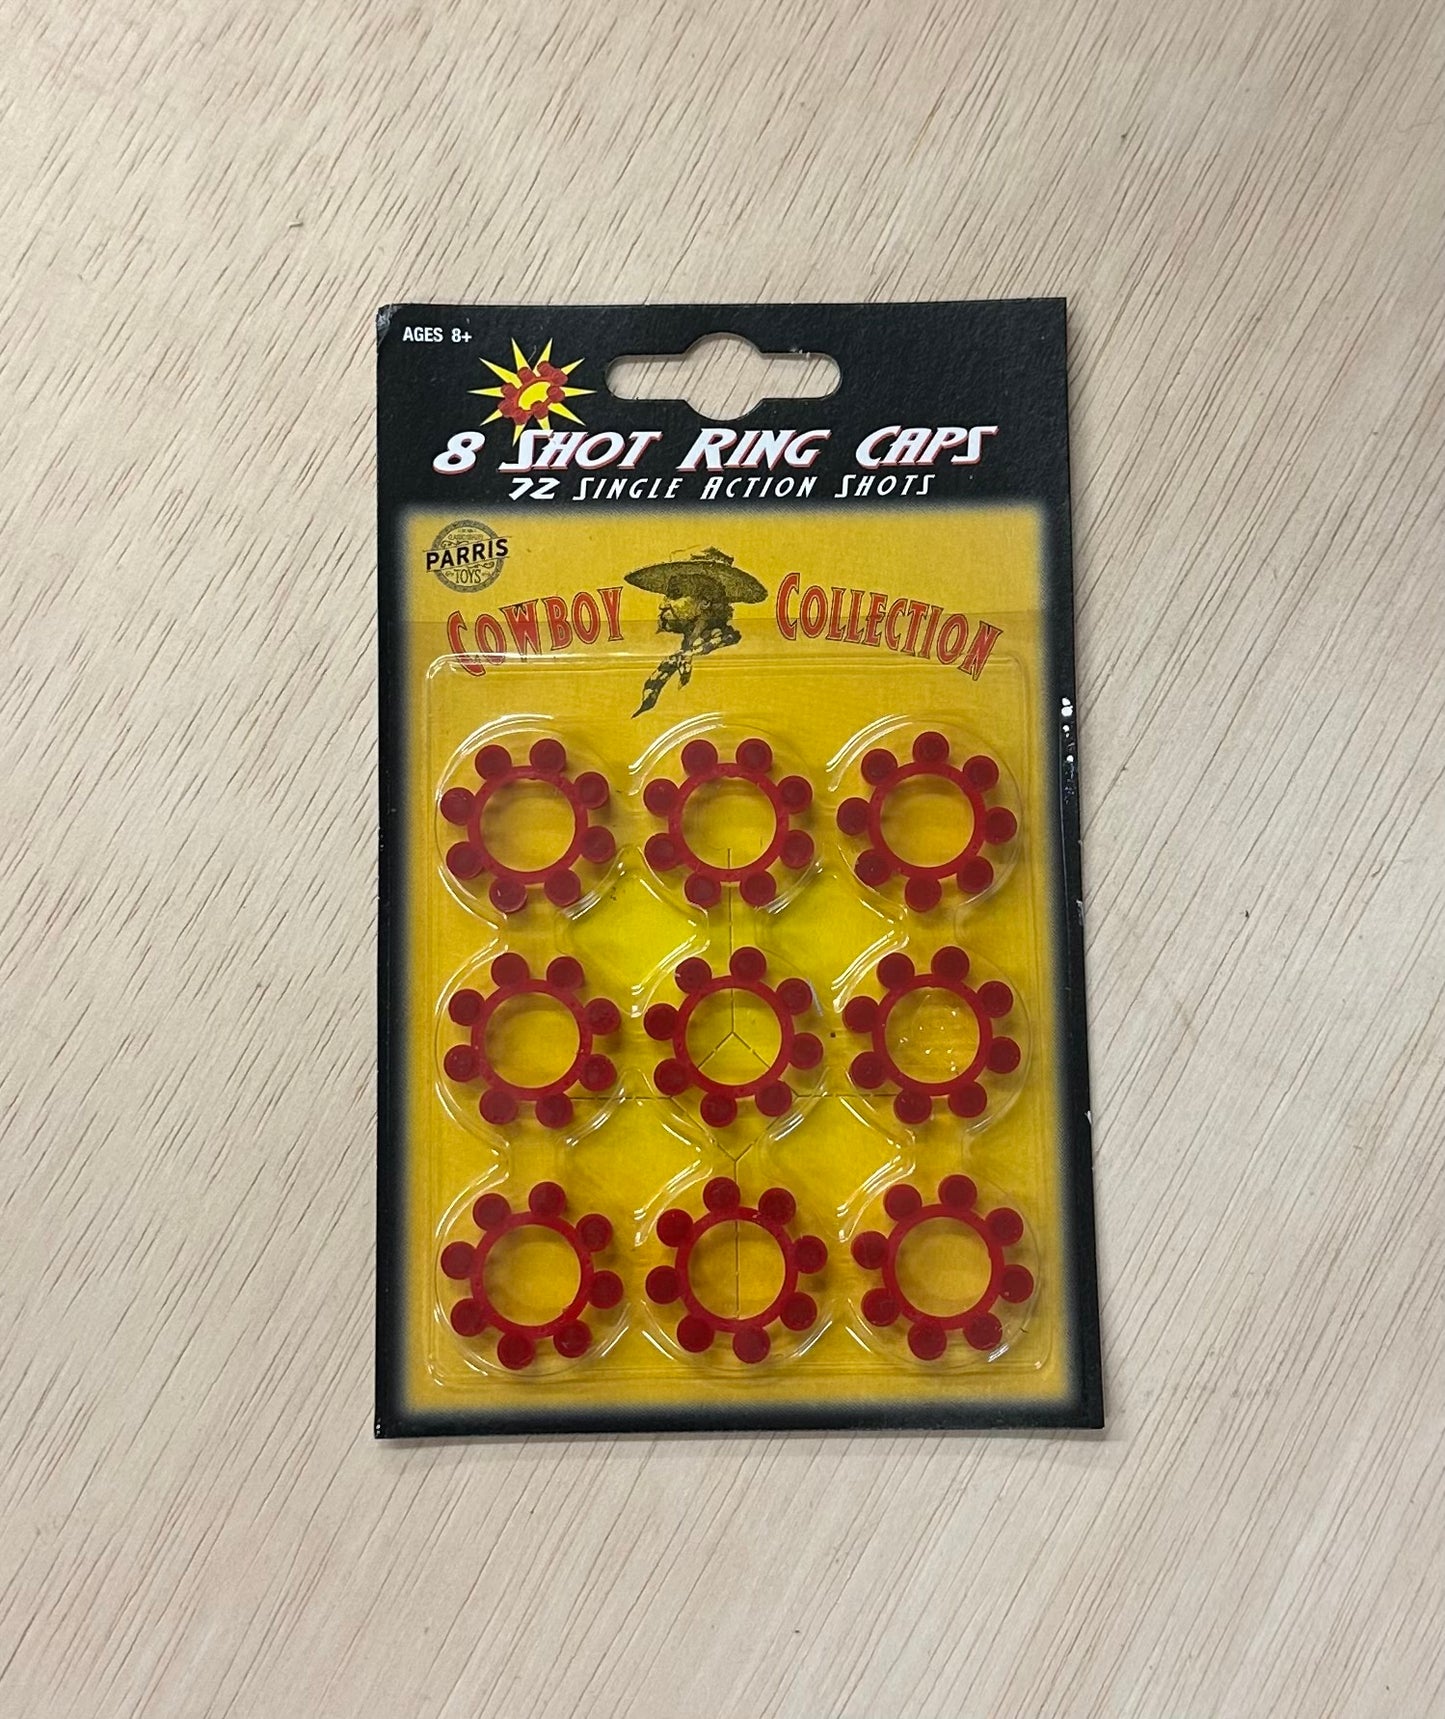 AGES 8+
8 SHOT RING CAPS
72 SINGLE ACTION SHOTS
PARRIS
TOYS
COWBOY COLLECTION